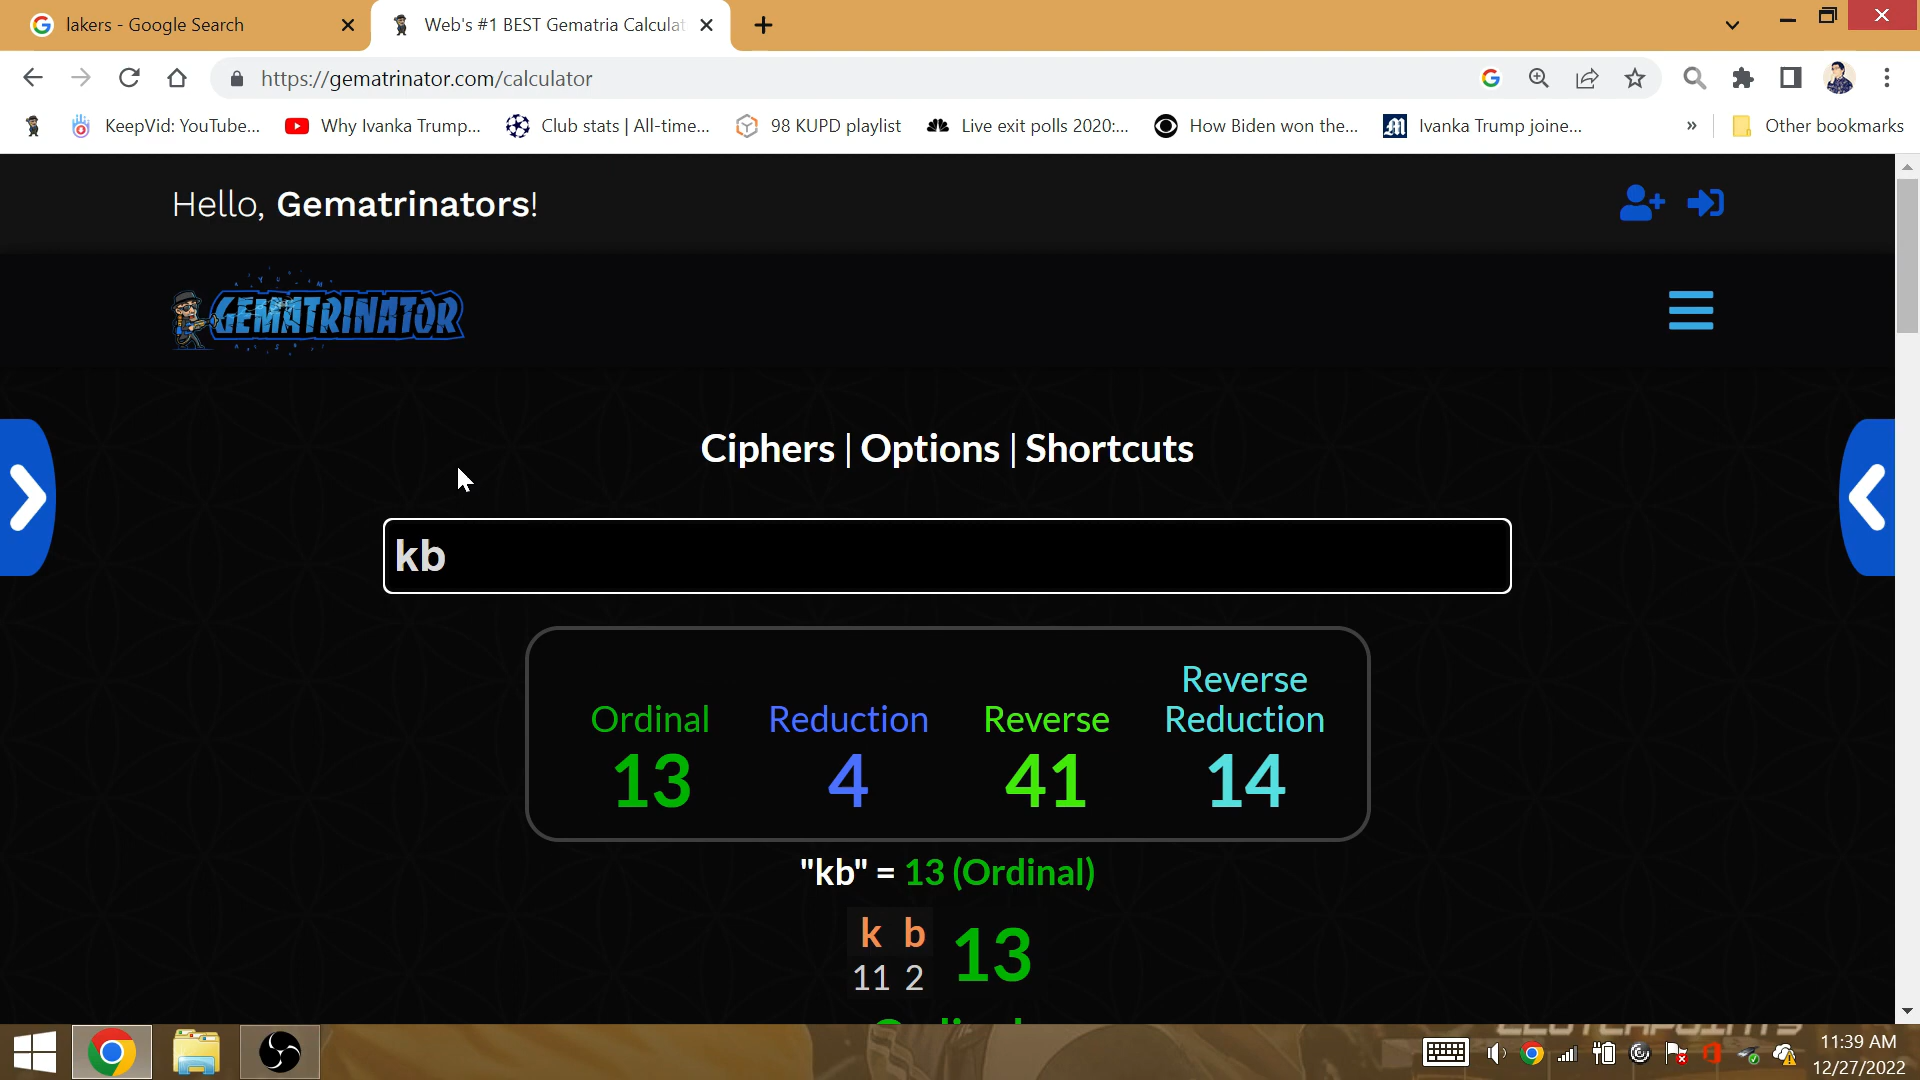 lakers - Google Search
Web's #1 BEST Gematria Calculat
https://gematrinator.com/calculator
KeepVid: YouTube...
Why Ivanka Trump...
Club stats | All-time...
98 KUPD playlist
Live exit polls 2020:...
How Biden won the...
Ivanka Trump joine...
»
Other bookmarks
Hello, Gematrinators!
GEMATRINATOR
Ciphers | Options | Shortcuts
kb
Ordinal
13
Reduction
4
Reverse
41
Reverse
Reduction
14
"kb" = 13 (Ordinal)
k b 13
11 2
11:39 AM
12/27/2022